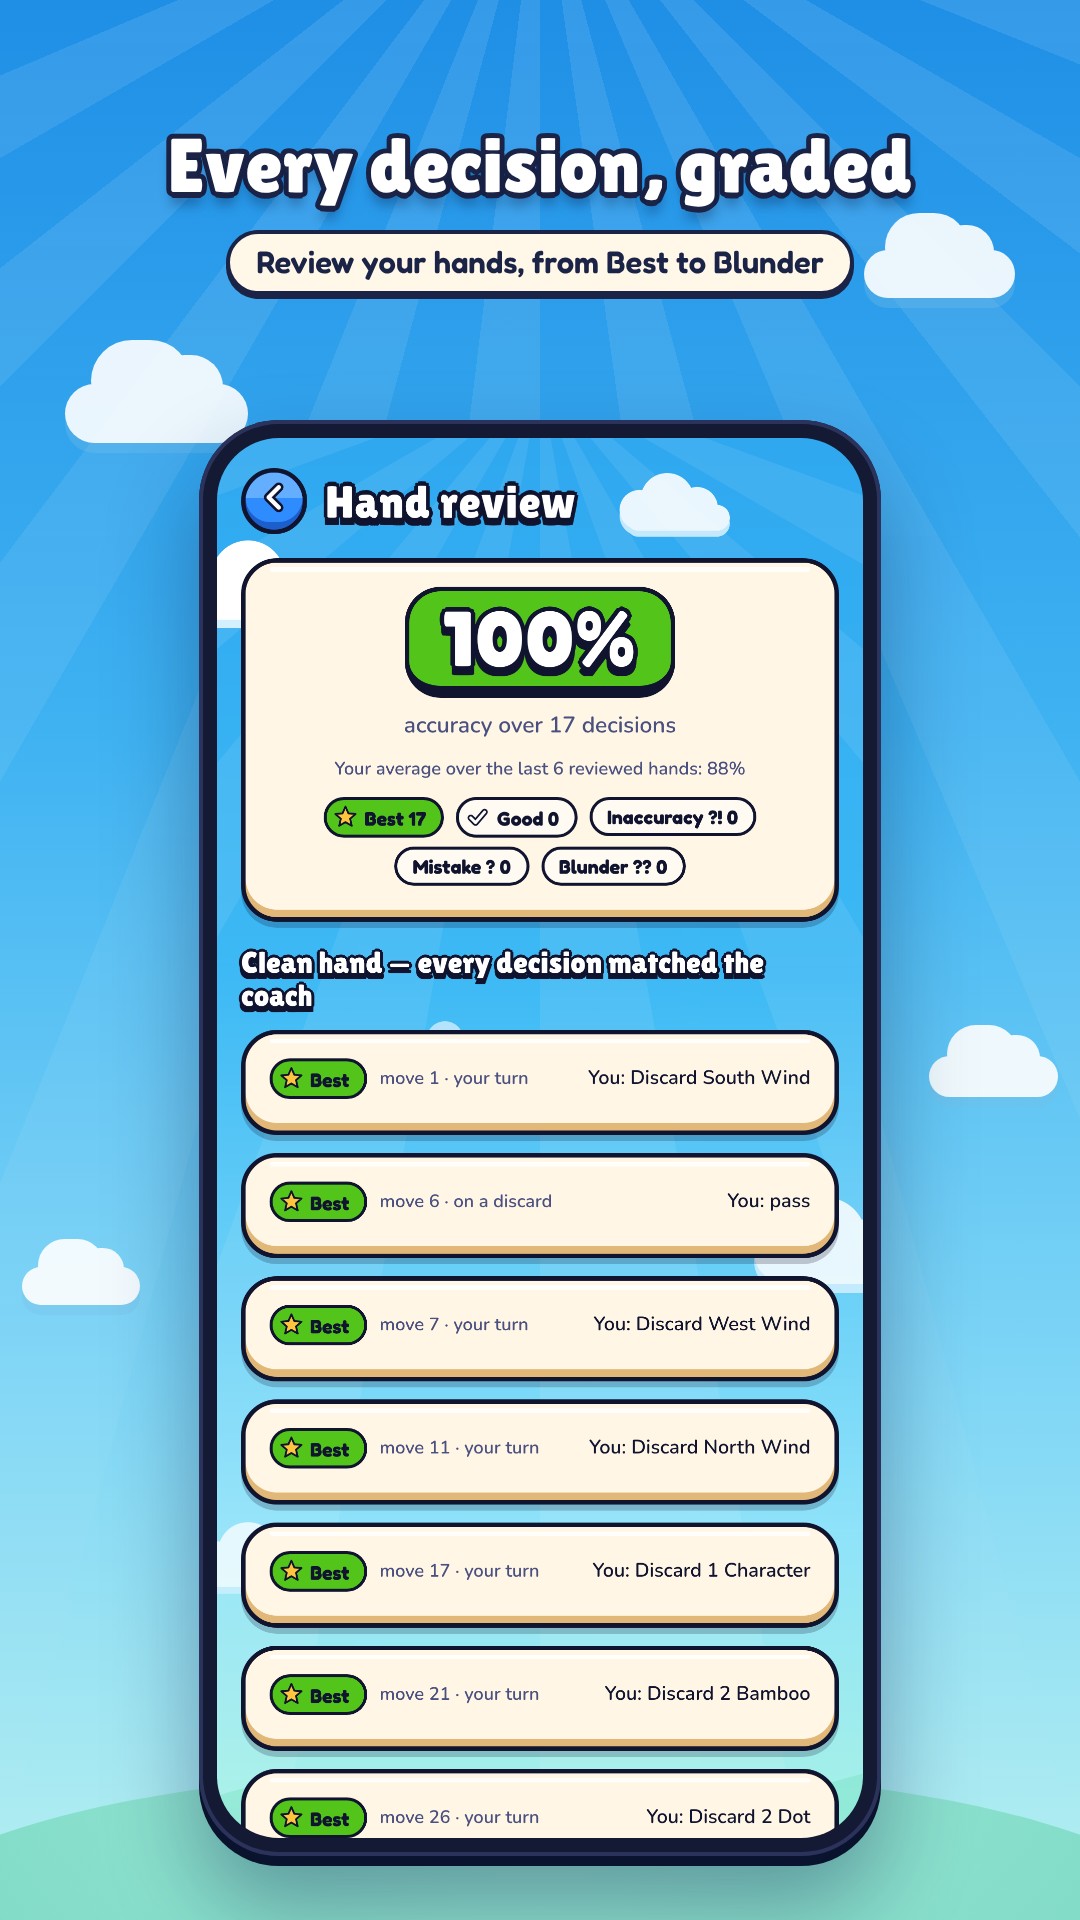 Every decision, graded
Review your hands, from Best to Blunder
Hand review
100%
accuracy over 17 decisions
Your average over the last 6 reviewed hands: 88%
Best 17
Good 0
Inaccuracy ?! 0
Mistake ? 0
Blunder ?? 0
Clean hand — every decision matched the
coach
Best move 1 · your turn You: Discard South Wind
Best move 6 · on a discard You: pass
Best move 7 · your turn You: Discard West Wind
Best move 11 · your turn You: Discard North Wind
Best move 17 · your turn You: Discard 1 Character
Best move 21 · your turn You: Discard 2 Bamboo
Best move 26 · your turn You: Discard 2 Dot